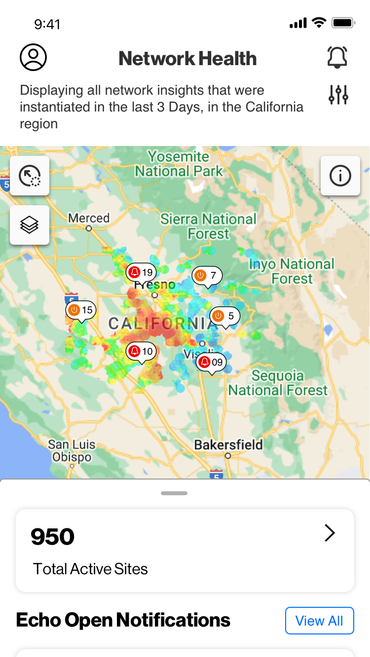 9:41
Network Health
Displaying all network insights that were
instantiated in the last 3 Days, in the California
region
Yosemite
National Park
5
Merced
Sierra National
Forest
Inyo National
Forest
19
7
Fresno
15
5
CALIFORNIA
10
09
Sequoia
National Forest
San Luis
Obispo
Bakersfield
5
950
Total Active Sites
Echo Open Notifications
View All